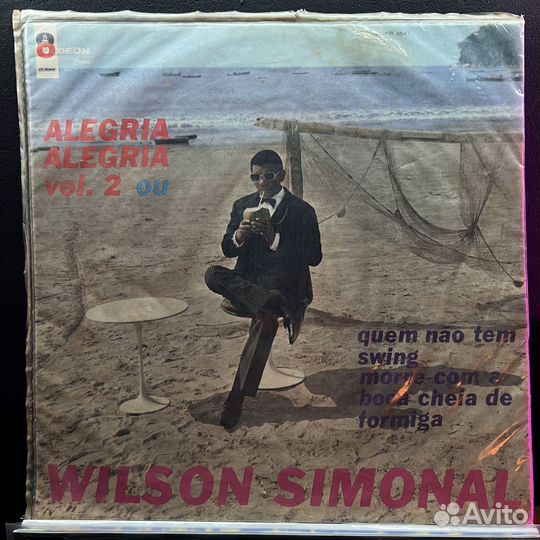 ODEON
ALEGRIA
ALEGRIA
vol. 2 ou
quem não tem
swing
morre com a
boca cheia de
formiga
WILSON SIMONAL
Avito